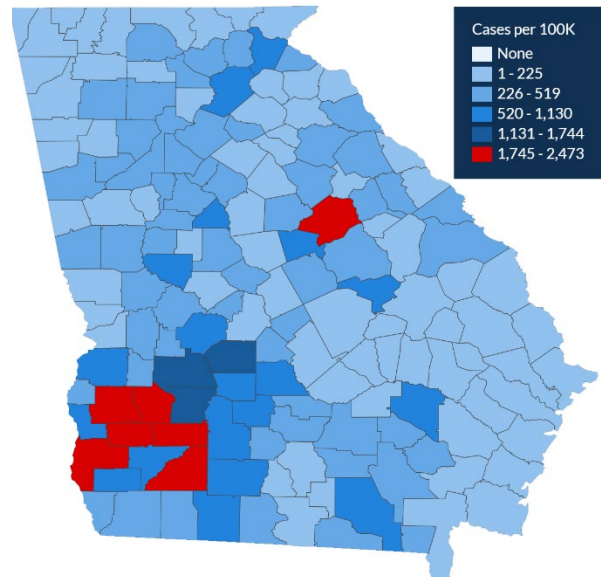 Cases per 100K
None
1 - 225
226 - 519
520 - 1,130
1,131 - 1,744
1,745 - 2,473